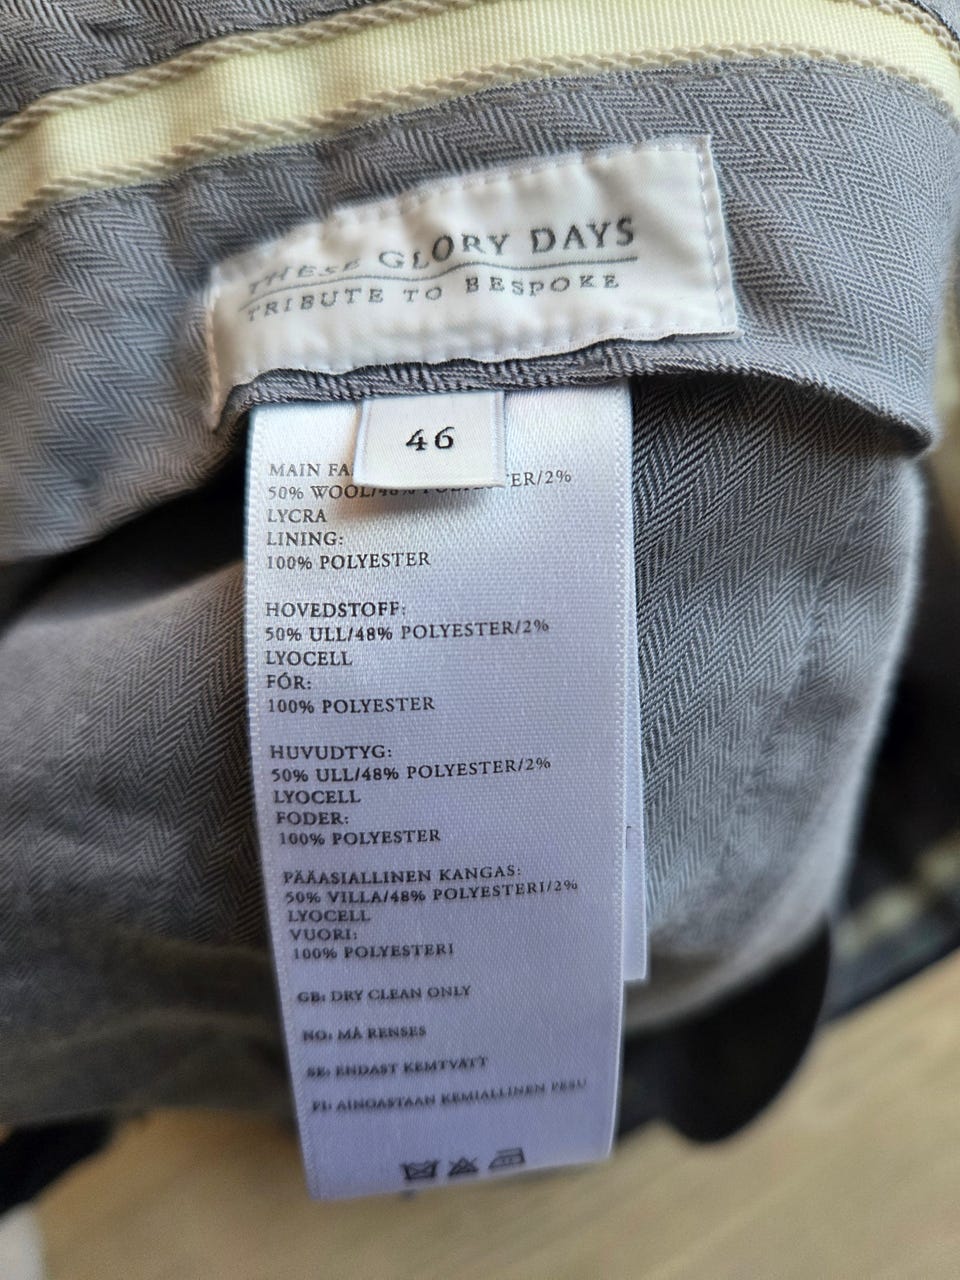 THESE GLORY DAYS
TRIBUTE TO BESPOKE
46
MAIN FA
50% WOOL/48% ER/2%
LYCRA
LINING:
100% POLYESTER
HOVEDSTOFF:
50% ULL/48% POLYESTER/2%
LYOCELL
FÓR:
100% POLYESTER
HUVUDTYG:
50% ULL/48% POLYESTER/2%
LYOCELL
FODER:
100% POLYESTER
PÄÄASIALLINEN KANGAS:
50% VILLA/48% POLYESTERI/2%
LYOCELL
VUORI:
100% POLYESTERI
GB: DRY CLEAN ONLY
NO: MÅ RENSES
SE: ENDAST KEMTVÄTT
FI: AINOASTAAN KEMIALLINEN PESU